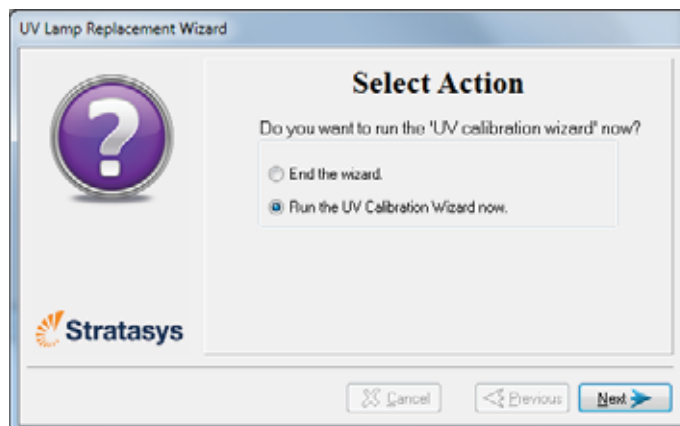 UV Lamp Replacement Wizard
Select Action
Do you want to run the 'UV calibration wizard' now?
End the wizard.
Run the UV Calibration Wizard now.
Stratasys
Cancel
Previous
Next